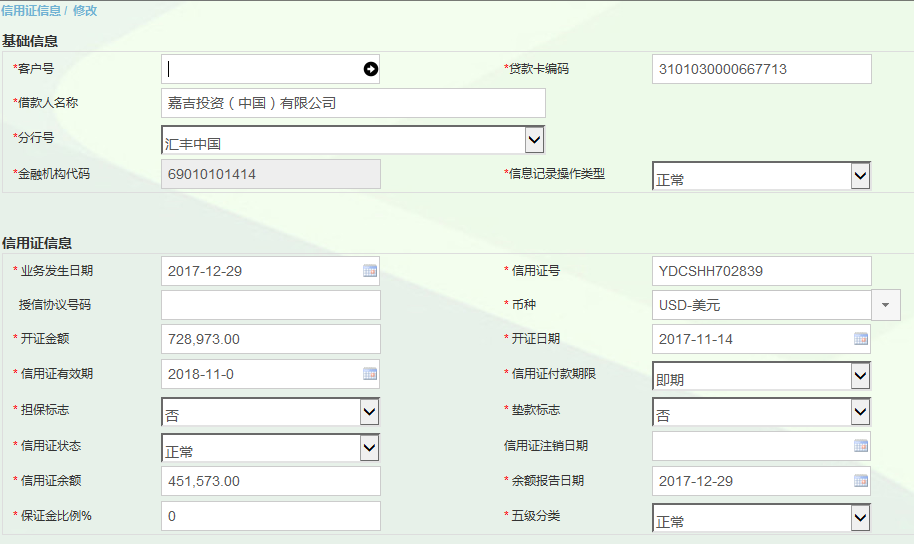 信用证信息 / 修改
基础信息
*客户号 *贷款卡编码 3101030000667713
*借款人名称 嘉吉投资（中国）有限公司
*分行号 汇丰中国
*金融机构代码 69010101414 *信息记录操作类型 正常
信用证信息
* 业务发生日期 2017-12-29 * 信用证号 YDCSHH702839
授信协议号码 * 币种 USD-美元
* 开证金额 728,973.00 * 开证日期 2017-11-14
* 信用证有效期 2018-11-0 * 信用证付款期限 即期
* 担保标志 否 * 垫款标志 否
* 信用证状态 正常 信用证注销日期
* 信用证余额 451,573.00 * 余额报告日期 2017-12-29
* 保证金比例% 0 * 五级分类 正常